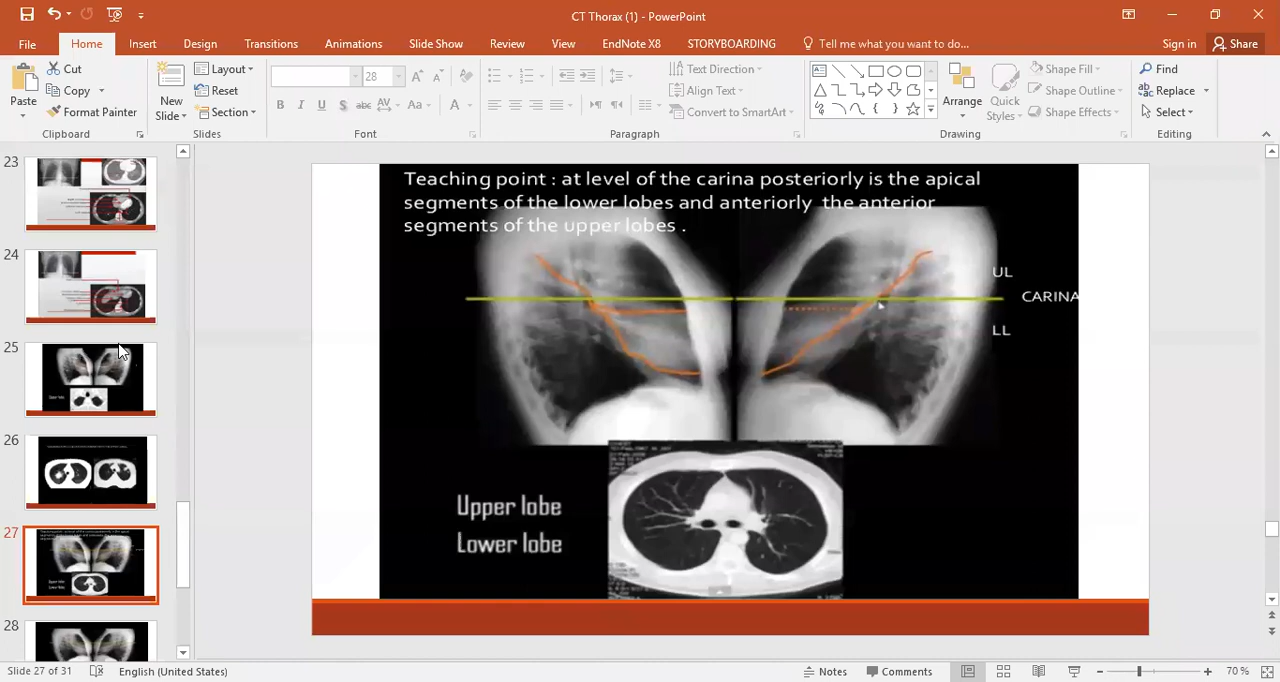 CT Thorax (1) - PowerPoint
File Home Insert Design Transitions Animations Slide Show Review View EndNote X8 STORYBOARDING Tell me what you want to do... Sign in Share
Paste
Cut
Copy
Format Painter
Clipboard
New Slide
Layout
Reset
Section
Slides
28
B I U S abc AV Aa A
Font
Text Direction
Align Text
Convert to SmartArt
Paragraph
Arrange
Quick Styles
Shape Fill
Shape Outline
Shape Effects
Drawing
Find
Replace
Select
Editing
23
24
25
26
27
28
Teaching point : at level of the carina posteriorly is the apical
segments of the lower lobes and anteriorly the anterior
segments of the upper lobes .
UL
CARINA
LL
Upper lobe
Lower lobe
Slide 27 of 31 English (United States) Notes Comments 70 %